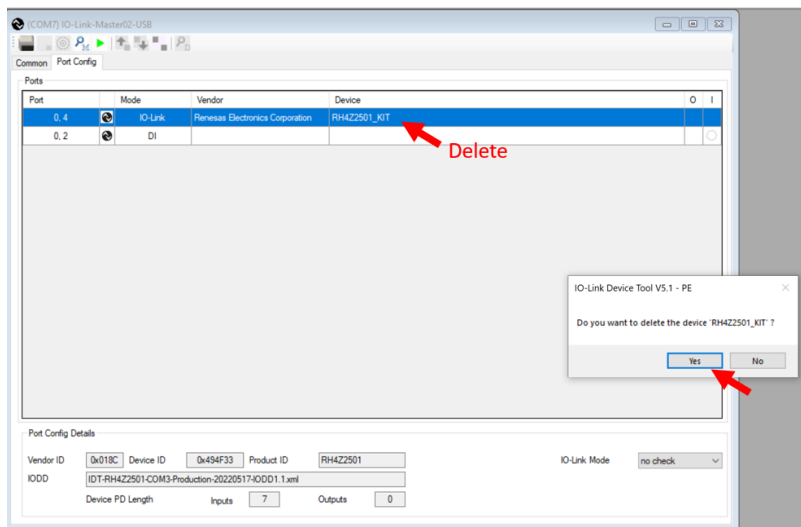 (COM7) IO-Link-Master02-USB
Common Port Config
Ports
Port Mode Vendor Device O I
0, 4 IO-Link Renesas Electronics Corporation RH4Z2501_KIT
0, 2 DI
Delete
IO-Link Device Tool V5.1 - PE
Do you want to delete the device 'RH4Z2501_KIT' ?
Yes No
Port Config Details
Vendor ID 0x018C Device ID 0x494F33 Product ID RH4Z2501 IO-Link Mode no check
IODD IDT-RH4Z2501-COM3-Production-20220517-IODD1.1.xml
Device PD Length Inputs 7 Outputs 0